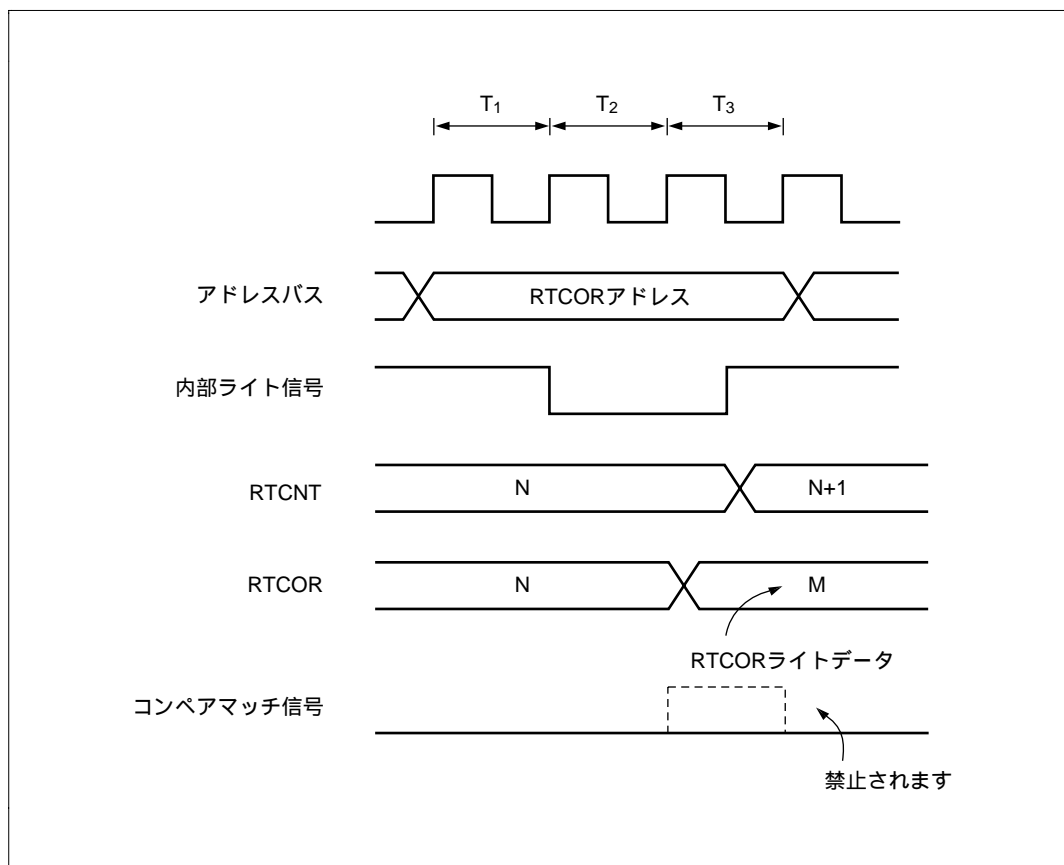 T1 T2 T3
アドレスバス
RTCORアドレス
内部ライト信号
RTCNT
N
N+1
RTCOR
N
M
RTCORライトデータ
コンペアマッチ信号
禁止されます